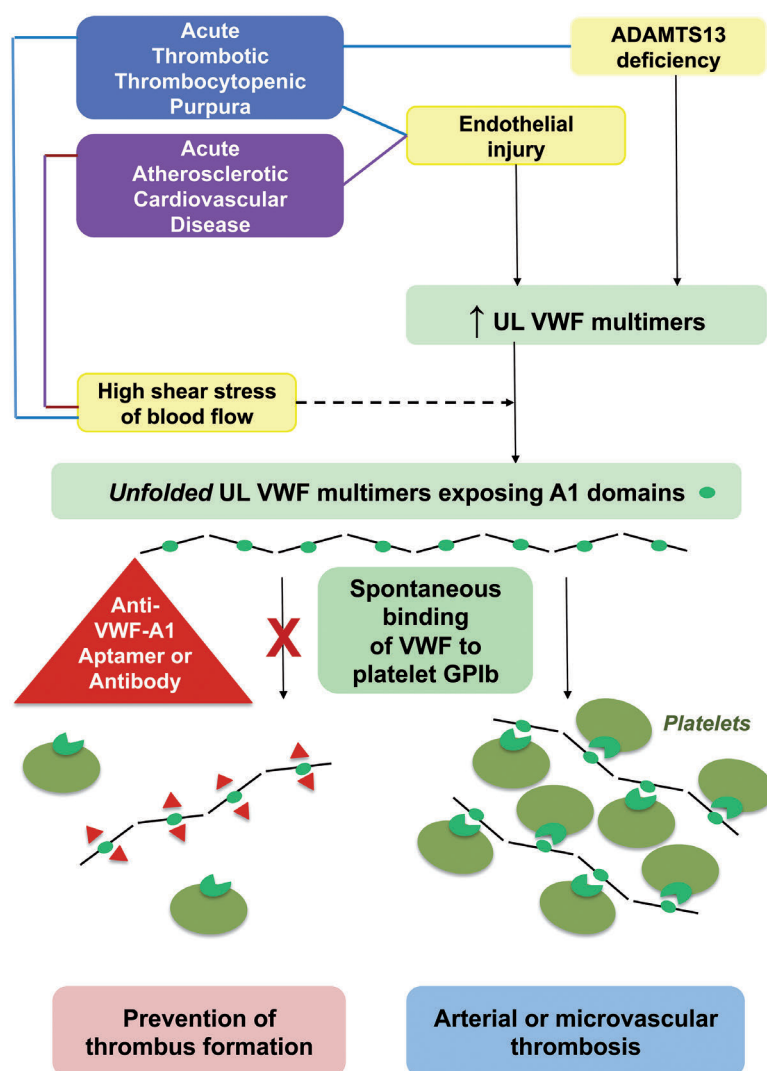 Acute
Thrombotic
Thrombocytopenic
Purpura
ADAMTS13
deficiency
Endothelial
injury
Acute
Atherosclerotic
Cardiovascular
Disease
↑ UL VWF multimers
High shear stress
of blood flow
Unfolded UL VWF multimers exposing A1 domains
Anti-
VWF-A1
Aptamer or
Antibody
X
Spontaneous
binding
of VWF to
platelet GPIb
Platelets
Prevention of
thrombus formation
Arterial or microvascular
thrombosis